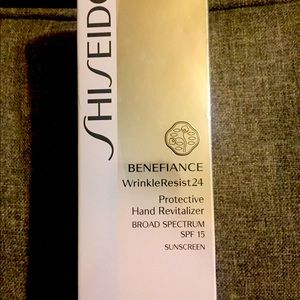 SHISEIDO
BENEFIANCE
WrinkleResist24
Protective
Hand Revitalizer
BROAD SPECTRUM
SPF 15
SUNSCREEN